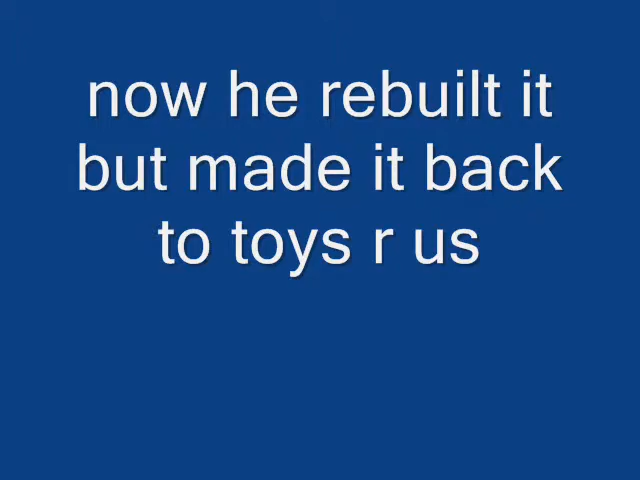 now he rebuilt it
but made it back
to toys r us